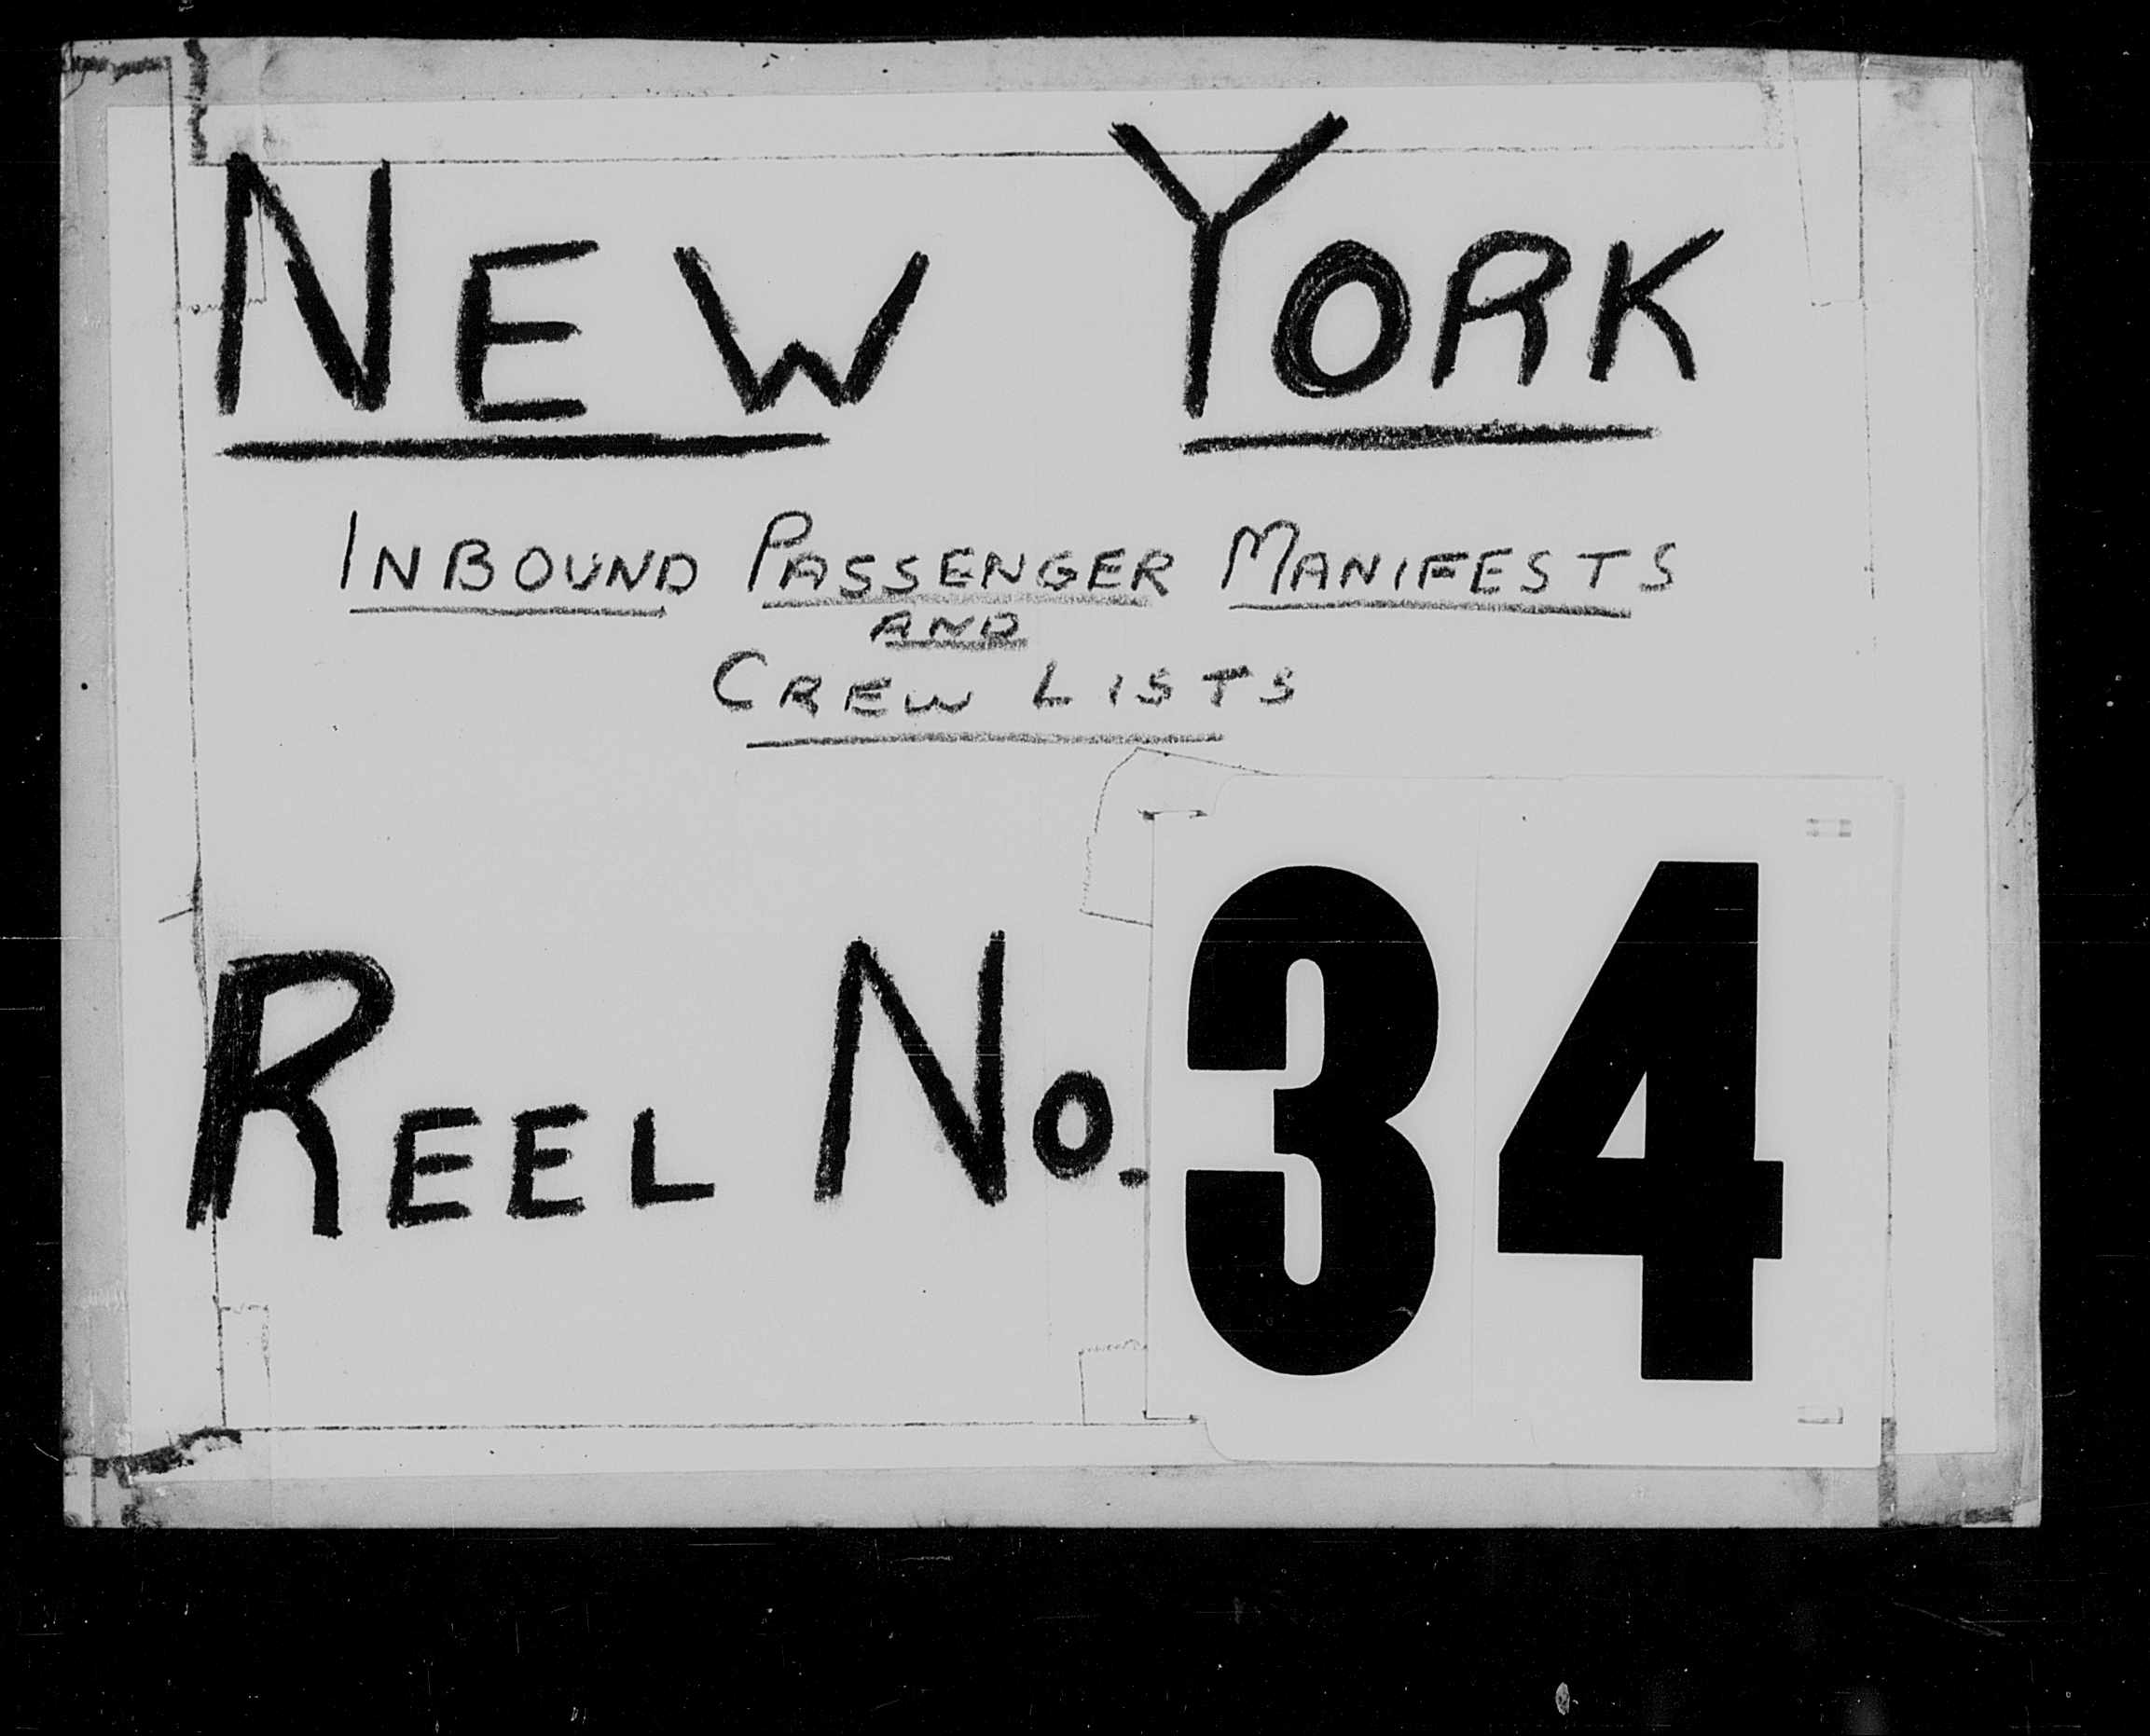 NEW YORK
INBOUND PASSENGER MANIFESTS
AND
CREW LISTS
REEL NO. 34